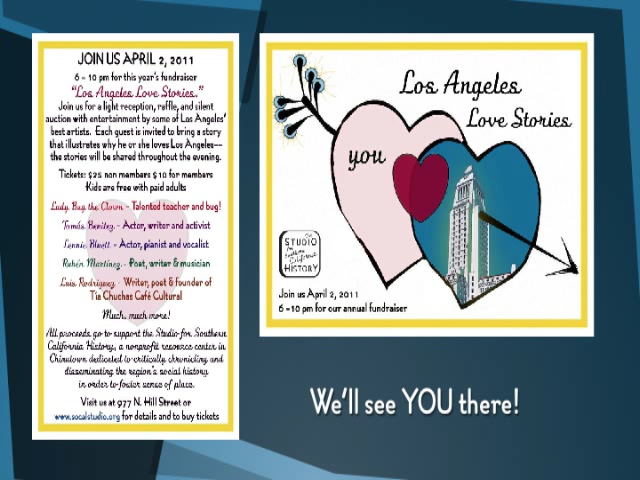 JOIN US APRIL 2, 2011
6 - 10 pm for this year's fundraiser
"Los Angeles Love Stories."
Join us for a light reception, raffle, and silent
auction with entertainment by some of Los Angeles'
best artists. Each guest is invited to bring a story
that illustrates why he or she loves Los Angeles--
the stories will be shared throughout the evening.
Tickets: $25 non members $10 for members
Kids are free with paid adults
Lady Bug the Clown - Talented teacher and bug!
Tomás Benitez - Actor, writer and activist
Lonnie Blvett - Actor, pianist and vocalist
Rubén Martinez - Poet, writer & musician
Luis Rodriguez - Writer, poet & founder of
Tia Chuchas Café Cultural
Much, much more!
All proceeds go to support the Studio for Southern
California History, a nonprofit resource center in
Chinatown dedicated to critically chronicling and
disseminating the region's social history
in order to foster sense of place.
Visit us at 977 N. Hill Street or
www.socalstudio.org for details and to buy tickets
Los Angeles
Love Stories
you
STUDIO
for
Southern
California
HISTORY
Join us April 2, 2011
6 -10 pm for our annual fundraiser
We'll see YOU there!